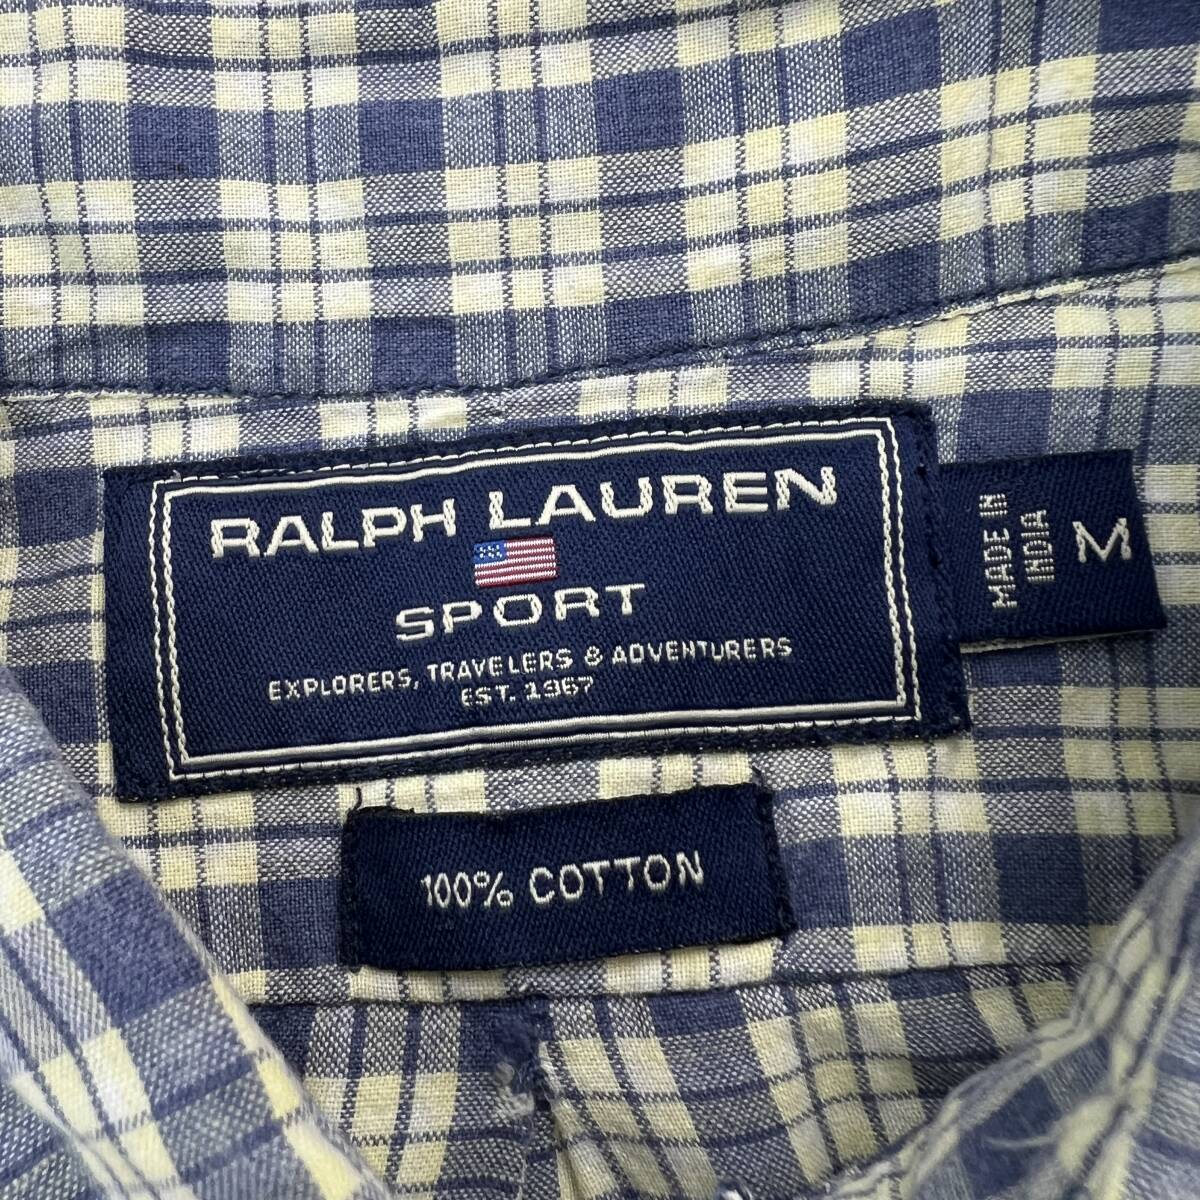 RALPH LAUREN
SPORT
EXPLORERS, TRAVELERS & ADVENTURERS
EST. 1967
MADE IN
INDIA
M
100% COTTON